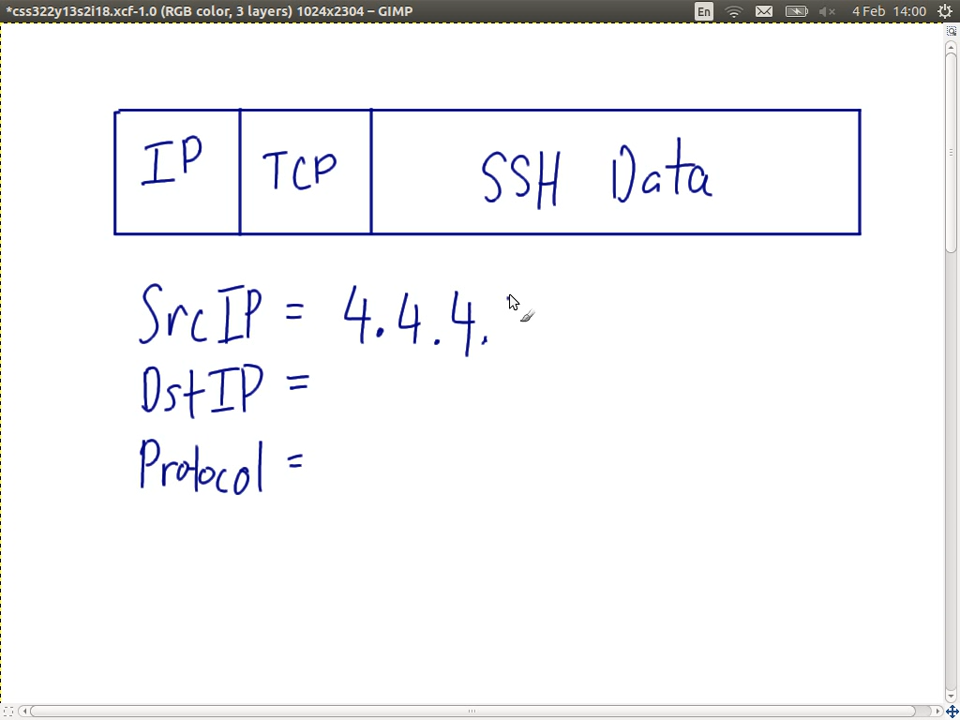 *css322y13s2i18.xcf-1.0 (RGB color, 3 layers) 1024x2304 – GIMP En 4 Feb 14:00
IP TCP SSH Data
SrcIP = 4.4.4.
DstIP =
Protocol =